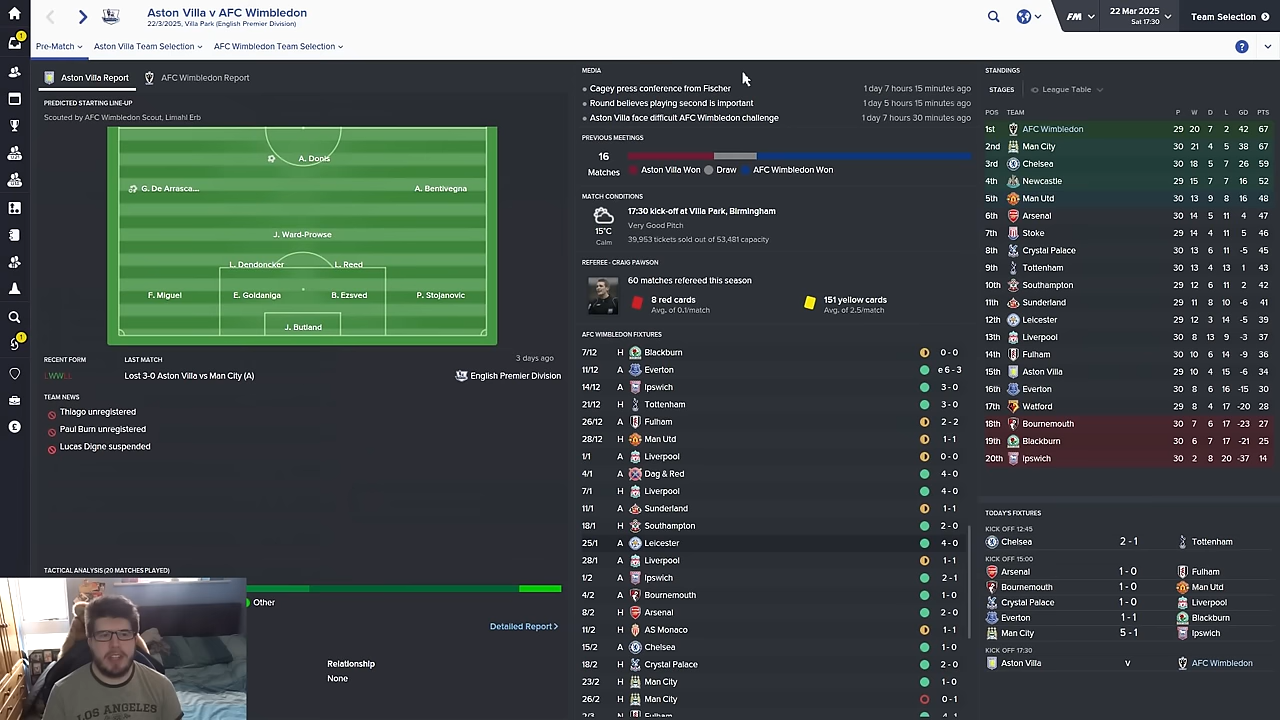 Aston Villa v AFC Wimbledon
22/3/2025, Villa Park (English Premier Division)
FM
22 Mar 2025
Sat 17:30
Team Selection
Pre-Match
Aston Villa Team Selection
AFC Wimbledon Team Selection
?
1
1
Aston Villa Report
AFC Wimbledon Report
PREDICTED STARTING LINE-UP
Scouted by AFC Wimbledon Scout, Limahl Erb
A. Donis
G. De Arrasca...
A. Bentivegna
J. Ward-Prowse
L. Dendoncker
L. Reed
F. Miguel
E. Goldaniga
B. Ezsved
P. Stojanovic
J. Butland
RECENT FORM
LWWLL
LAST MATCH
3 days ago
Lost 3-0 Aston Villa vs Man City (A)
English Premier Division
TEAM NEWS
Thiago unregistered
Paul Burn unregistered
Lucas Digne suspended
TACTICAL ANALYSIS (20 MATCHES PLAYED)
Other
Detailed Report >
Relationship
None
LOS ANGELES
MEDIA
Cagey press conference from Fischer 1 day 7 hours 15 minutes ago
Round believes playing second is important 1 day 5 hours 15 minutes ago
Aston Villa face difficult AFC Wimbledon challenge 1 day 7 hours 30 minutes ago
PREVIOUS MEETINGS
16
Matches
Aston Villa Won
Draw
AFC Wimbledon Won
MATCH CONDITIONS
15°C
Calm
17:30 kick-off at Villa Park, Birmingham
Very Good Pitch
39,953 tickets sold out of 53,481 capacity
REFEREE - CRAIG PAWSON
60 matches refereed this season
8 red cards
Avg. of 0.1/match
151 yellow cards
Avg. of 2.5/match
AFC WIMBLEDON FIXTURES
7/12 H Blackburn 0 - 0
11/12 A Everton e 6 - 3
14/12 A Ipswich 3 - 0
21/12 H Tottenham 3 - 0
26/12 A Fulham 2 - 2
28/12 H Man Utd 1 - 1
1/1 A Liverpool 0 - 0
4/1 A Dag & Red 4 - 0
7/1 H Liverpool 4 - 0
11/1 A Sunderland 1 - 1
18/1 H Southampton 2 - 0
25/1 A Leicester 4 - 0
28/1 A Liverpool 1 - 1
1/2 A Ipswich 2 - 1
4/2 A Bournemouth 1 - 0
8/2 H Arsenal 2 - 0
11/2 H AS Monaco 1 - 1
15/2 A Chelsea 1 - 0
18/2 H Crystal Palace 2 - 0
23/2 H Man City 1 - 0
26/2 H Man City 0 - 1
2/3 N Fulham 4 - 1
STANDINGS
STAGES
League Table
POS TEAM P W D L GD PTS
1st AFC Wimbledon 29 20 7 2 42 67
2nd Man City 30 21 4 5 38 67
3rd Chelsea 30 18 5 7 26 59
4th Newcastle 29 15 7 7 16 52
5th Man Utd 30 13 9 8 16 48
6th Arsenal 30 14 5 11 4 47
7th Stoke 29 14 4 11 5 46
8th Crystal Palace 30 13 6 11 -5 45
9th Tottenham 30 13 4 13 1 43
10th Southampton 29 12 6 11 2 42
11th Sunderland 29 11 8 10 -6 41
12th Leicester 29 12 3 14 -5 39
13th Liverpool 30 8 13 9 -3 37
14th Fulham 30 10 6 14 -9 36
15th Aston Villa 29 10 4 15 -6 34
16th Everton 30 8 6 16 -15 30
17th Watford 29 8 4 17 -20 28
18th Bournemouth 30 7 6 17 -23 27
19th Blackburn 30 6 7 17 -21 25
20th Ipswich 30 2 8 20 -37 14
TODAY'S FIXTURES
KICK OFF 12:45
Chelsea 2 - 1 Tottenham
KICK OFF 15:00
Arsenal 1 - 0 Fulham
Bournemouth 1 - 0 Man Utd
Crystal Palace 1 - 0 Liverpool
Everton 1 - 1 Blackburn
Man City 5 - 1 Ipswich
KICK OFF 17:30
Aston Villa v AFC Wimbledon